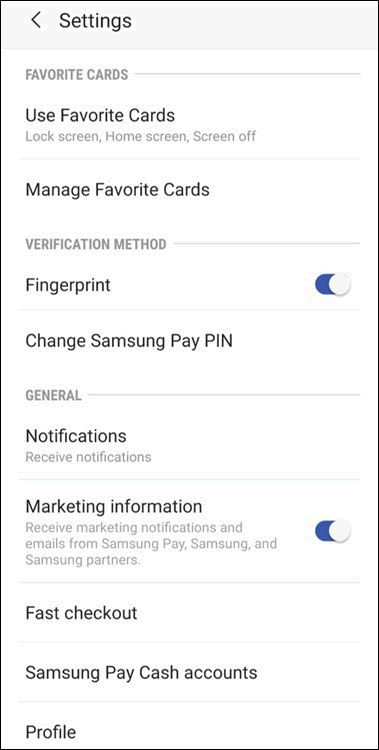 Settings
FAVORITE CARDS
Use Favorite Cards
Lock screen, Home screen, Screen off
Manage Favorite Cards
VERIFICATION METHOD
Fingerprint
Change Samsung Pay PIN
GENERAL
Notifications
Receive notifications
Marketing information
Receive marketing notifications and
emails from Samsung Pay, Samsung, and
Samsung partners.
Fast checkout
Samsung Pay Cash accounts
Profile